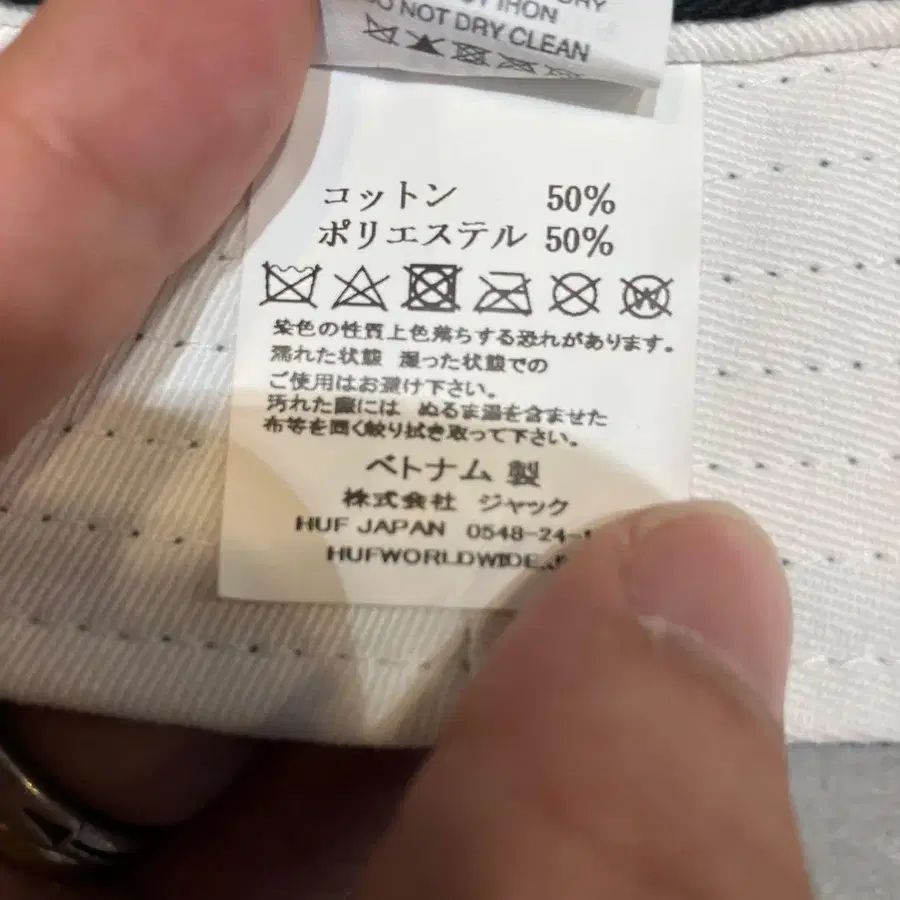 DRY
IRON
DO NOT DRY CLEAN
コットン 50%
ポリエステル 50%
染色の性質上色落ちする恐れがあります。
濡れた状態 湿った状態での
ご使用はお避け下さい。
汚れた際には ぬるま湯を含ませた
布等を固く絞り拭き取って下さい。
ベトナム 製
株式会社 ジャック
HUF JAPAN 0548-24-
HUFWORLDWIDE.